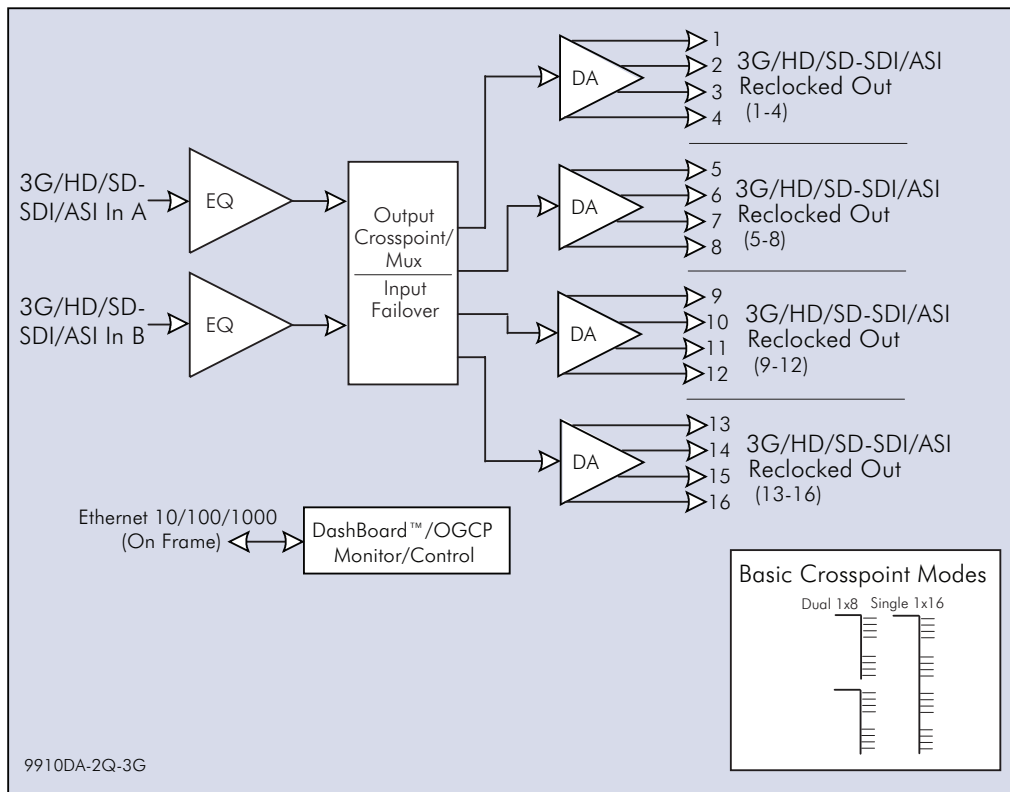 3G/HD/SD-
SDI/ASI In A
EQ
3G/HD/SD-
SDI/ASI In B
EQ
Output
Crosspoint/
Mux
Input
Failover
DA
1
2
3
4
3G/HD/SD-SDI/ASI
Reclocked Out
(1-4)
DA
5
6
7
8
3G/HD/SD-SDI/ASI
Reclocked Out
(5-8)
DA
9
10
11
12
3G/HD/SD-SDI/ASI
Reclocked Out
(9-12)
DA
13
14
15
16
3G/HD/SD-SDI/ASI
Reclocked Out
(13-16)
Ethernet 10/100/1000
(On Frame)
DashBoard™/OGCP
Monitor/Control
Basic Crosspoint Modes
Dual 1x8 Single 1x16
9910DA-2Q-3G